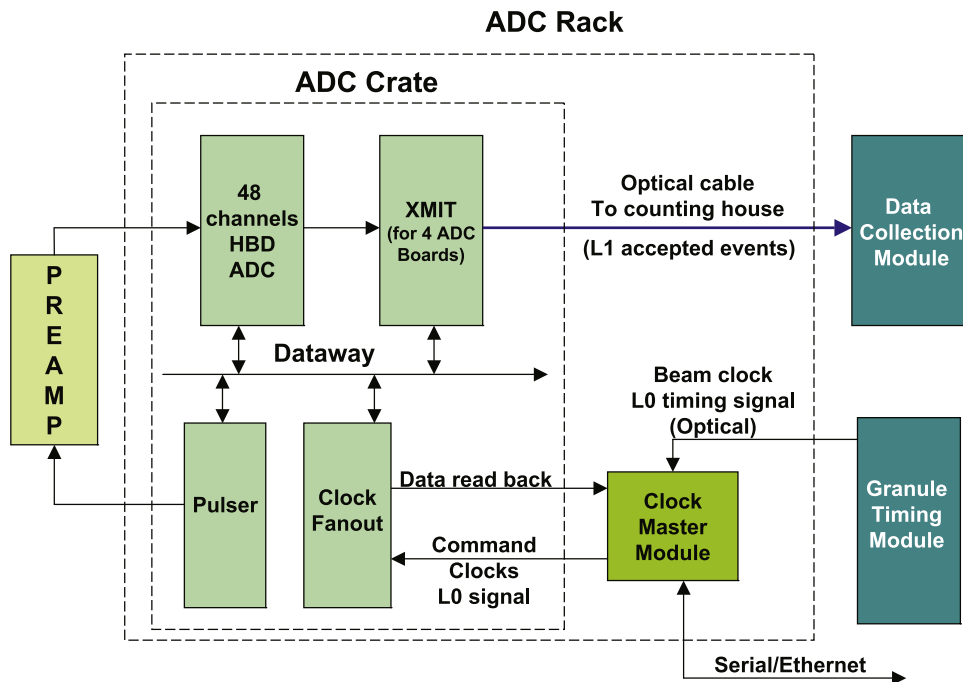 ADC Rack
ADC Crate
48
channels
HBD
ADC
XMIT
(for 4 ADC
Boards)
Optical cable
To counting house
(L1 accepted events)
Data
Collection
Module
P
R
E
A
M
P
Dataway
Beam clock
L0 timing signal
(Optical)
Pulser
Clock
Fanout
Data read back
Command
Clocks
L0 signal
Clock
Master
Module
Granule
Timing
Module
Serial/Ethernet